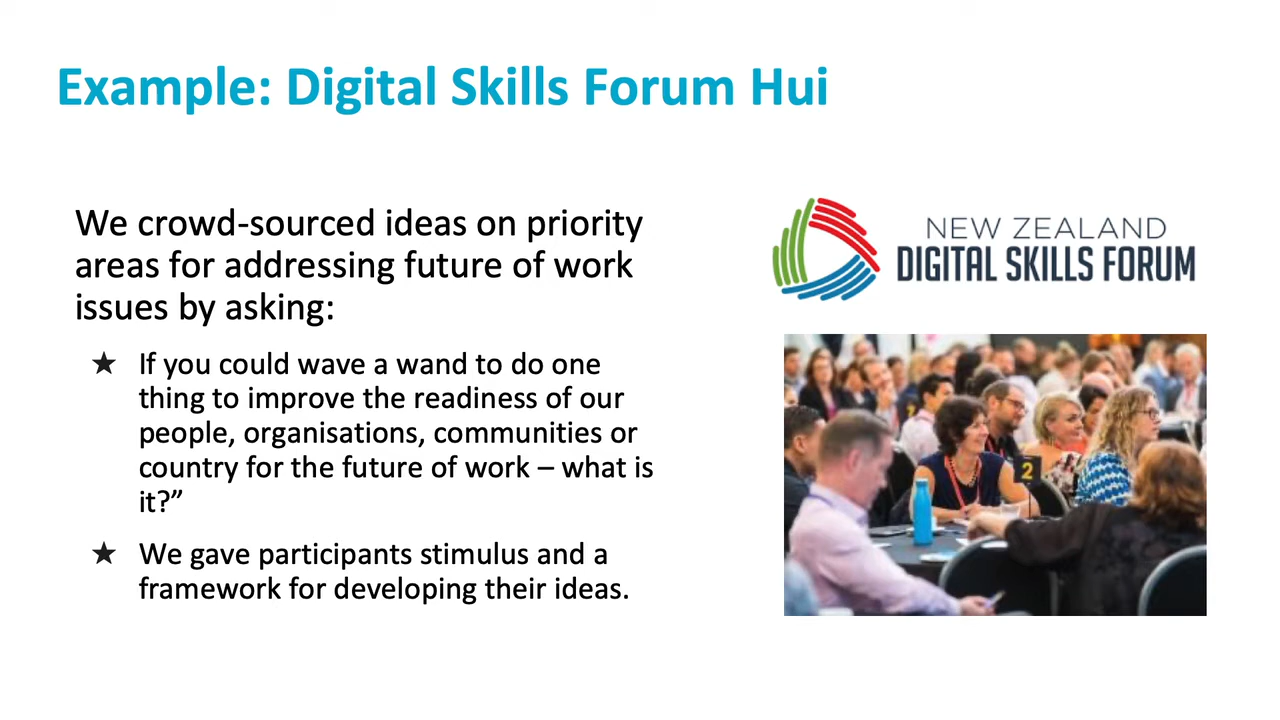 Example: Digital Skills Forum Hui
We crowd-sourced ideas on priority
areas for addressing future of work
issues by asking:
★ If you could wave a wand to do one
thing to improve the readiness of our
people, organisations, communities or
country for the future of work – what is
it?”
★ We gave participants stimulus and a
framework for developing their ideas.
NEW ZEALAND
DIGITAL SKILLS FORUM
2